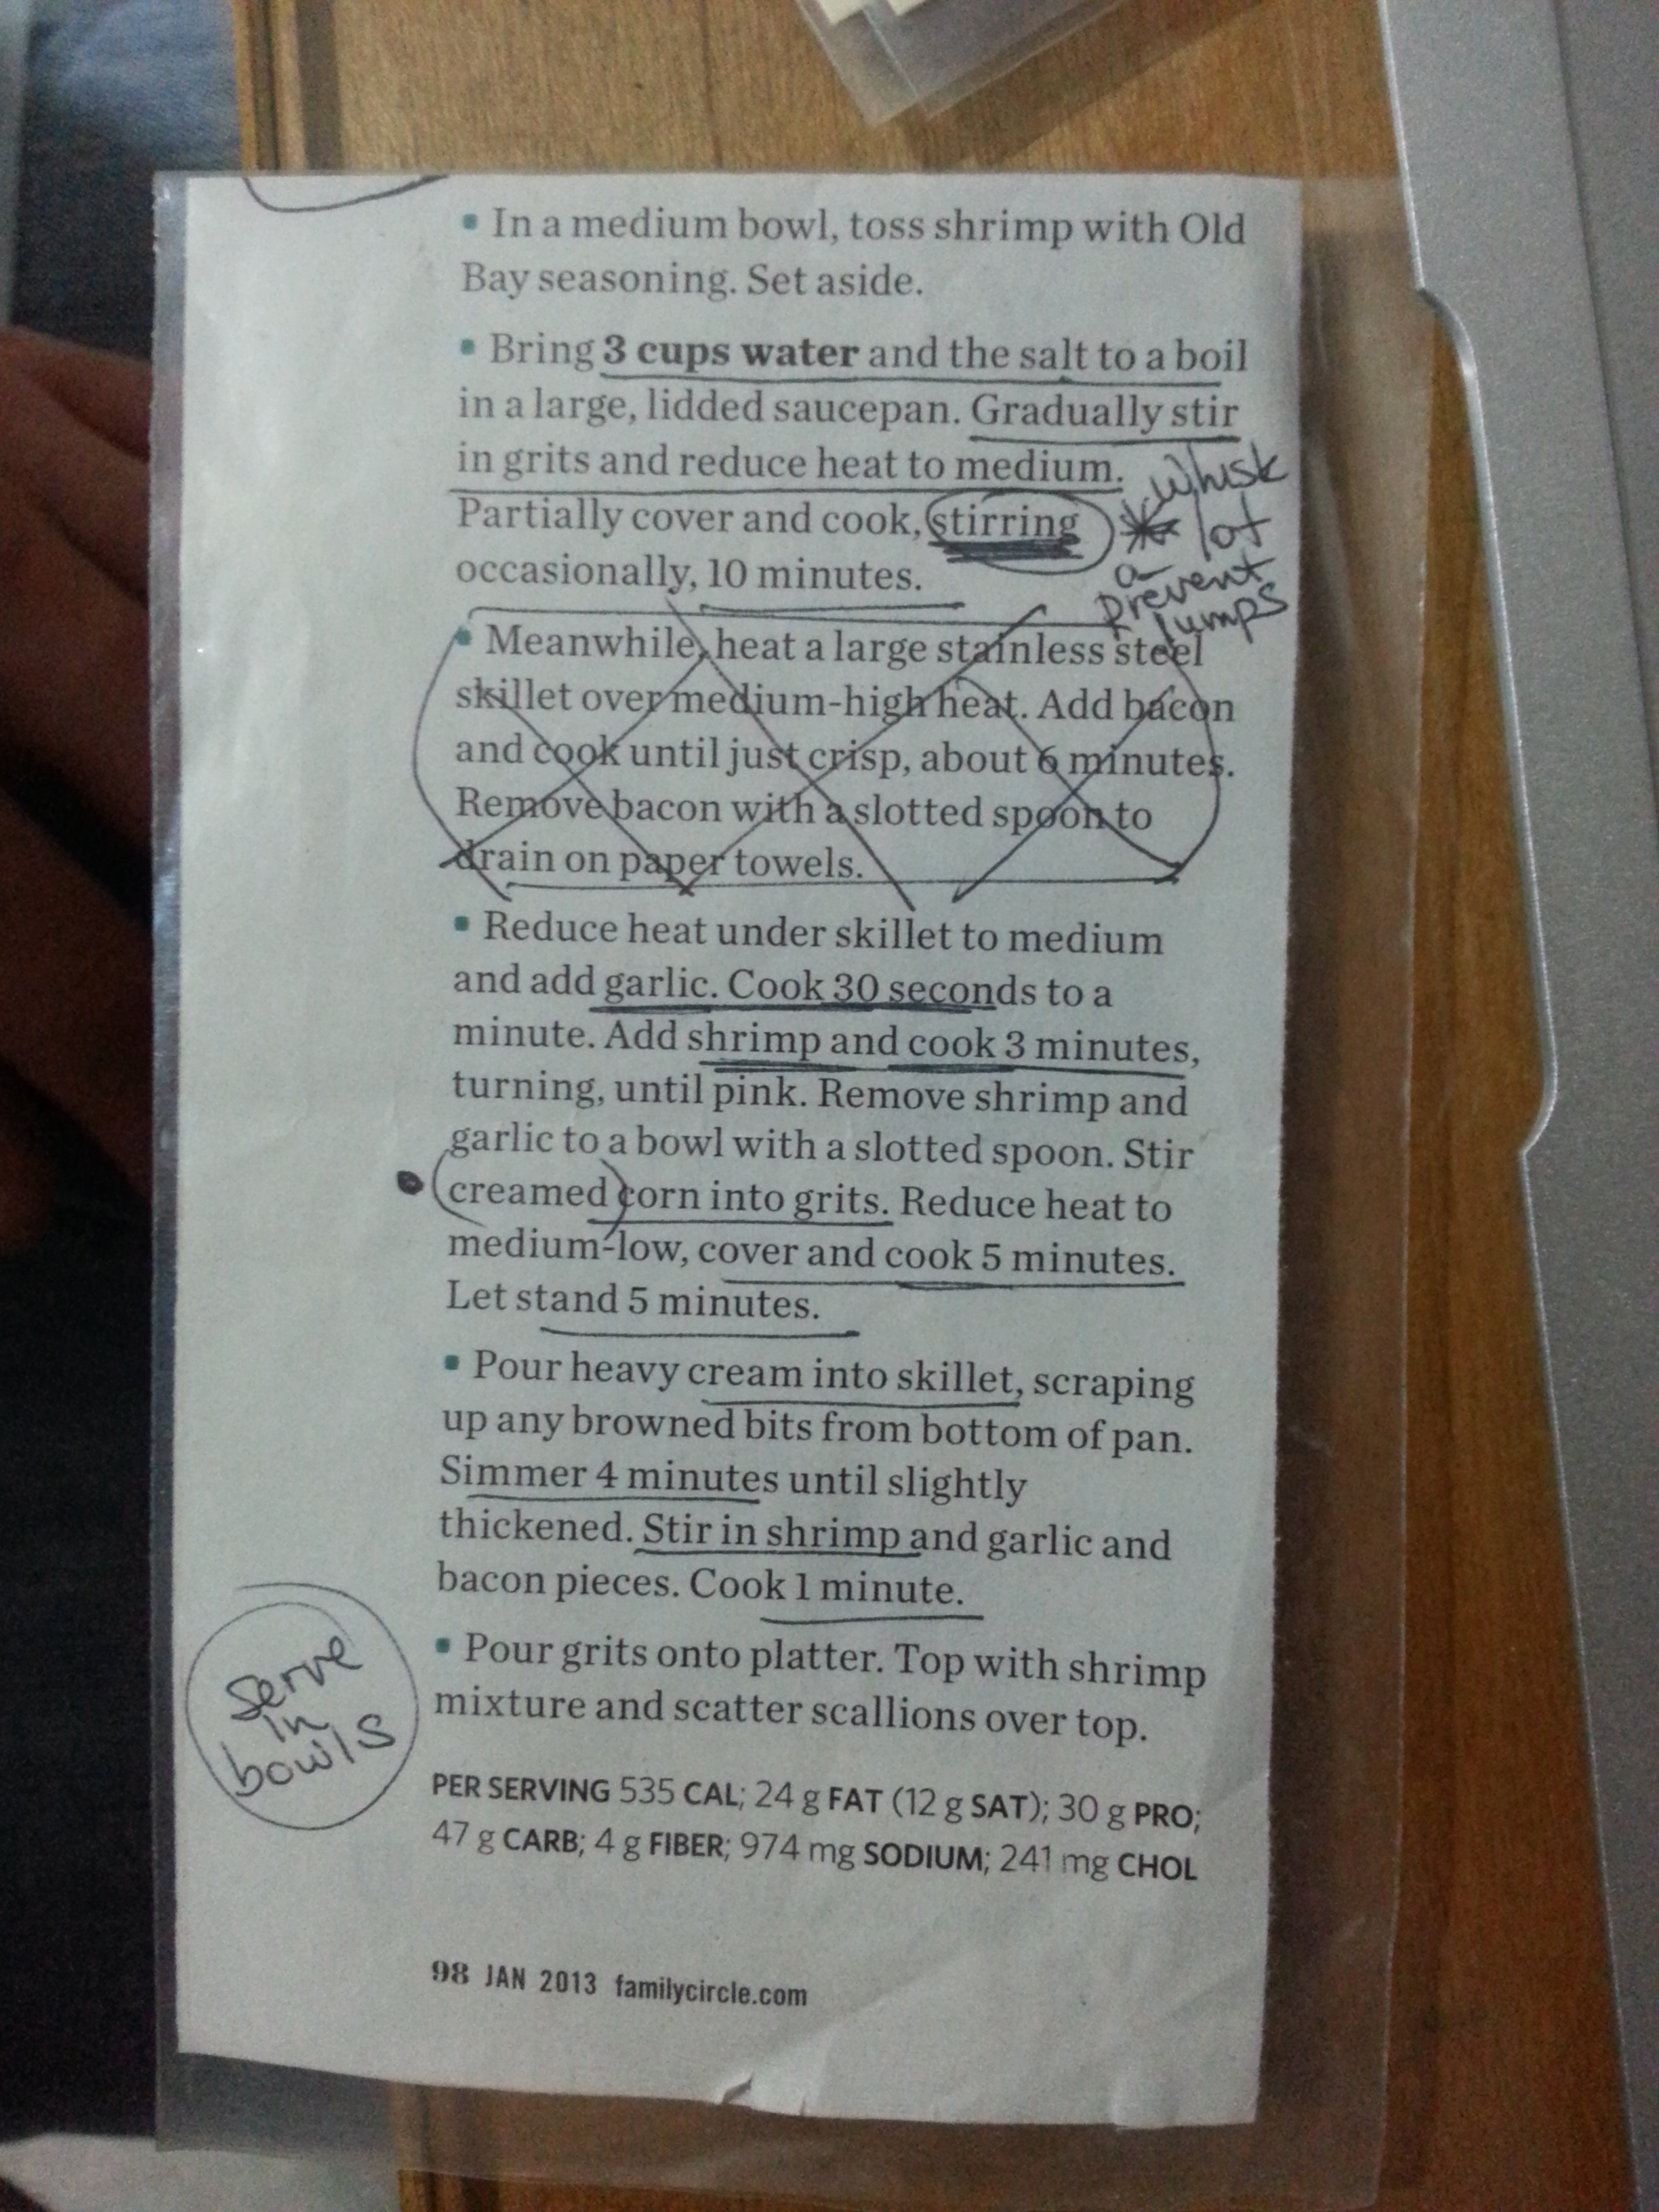 • In a medium bowl, toss shrimp with Old
Bay seasoning. Set aside.
• Bring 3 cups water and the salt to a boil
in a large, lidded saucepan. Gradually stir
in grits and reduce heat to medium.
Partially cover and cook, stirring
occasionally, 10 minutes.
whisk
a lot
Prevent
lumps
• Meanwhile, heat a large stainless steel
skillet over medium-high heat. Add bacon
and cook until just crisp, about 6 minutes.
Remove bacon with a slotted spoon to
drain on paper towels.
• Reduce heat under skillet to medium
and add garlic. Cook 30 seconds to a
minute. Add shrimp and cook 3 minutes,
turning, until pink. Remove shrimp and
garlic to a bowl with a slotted spoon. Stir
creamed corn into grits. Reduce heat to
medium-low, cover and cook 5 minutes.
Let stand 5 minutes.
• Pour heavy cream into skillet, scraping
up any browned bits from bottom of pan.
Simmer 4 minutes until slightly
thickened. Stir in shrimp and garlic and
bacon pieces. Cook 1 minute.
• Pour grits onto platter. Top with shrimp
mixture and scatter scallions over top.
serve
in
bowls
PER SERVING 535 CAL; 24 g FAT (12 g SAT); 30 g PRO;
47 g CARB; 4 g FIBER; 974 mg SODIUM; 241 mg CHOL
98 JAN 2013 familycircle.com